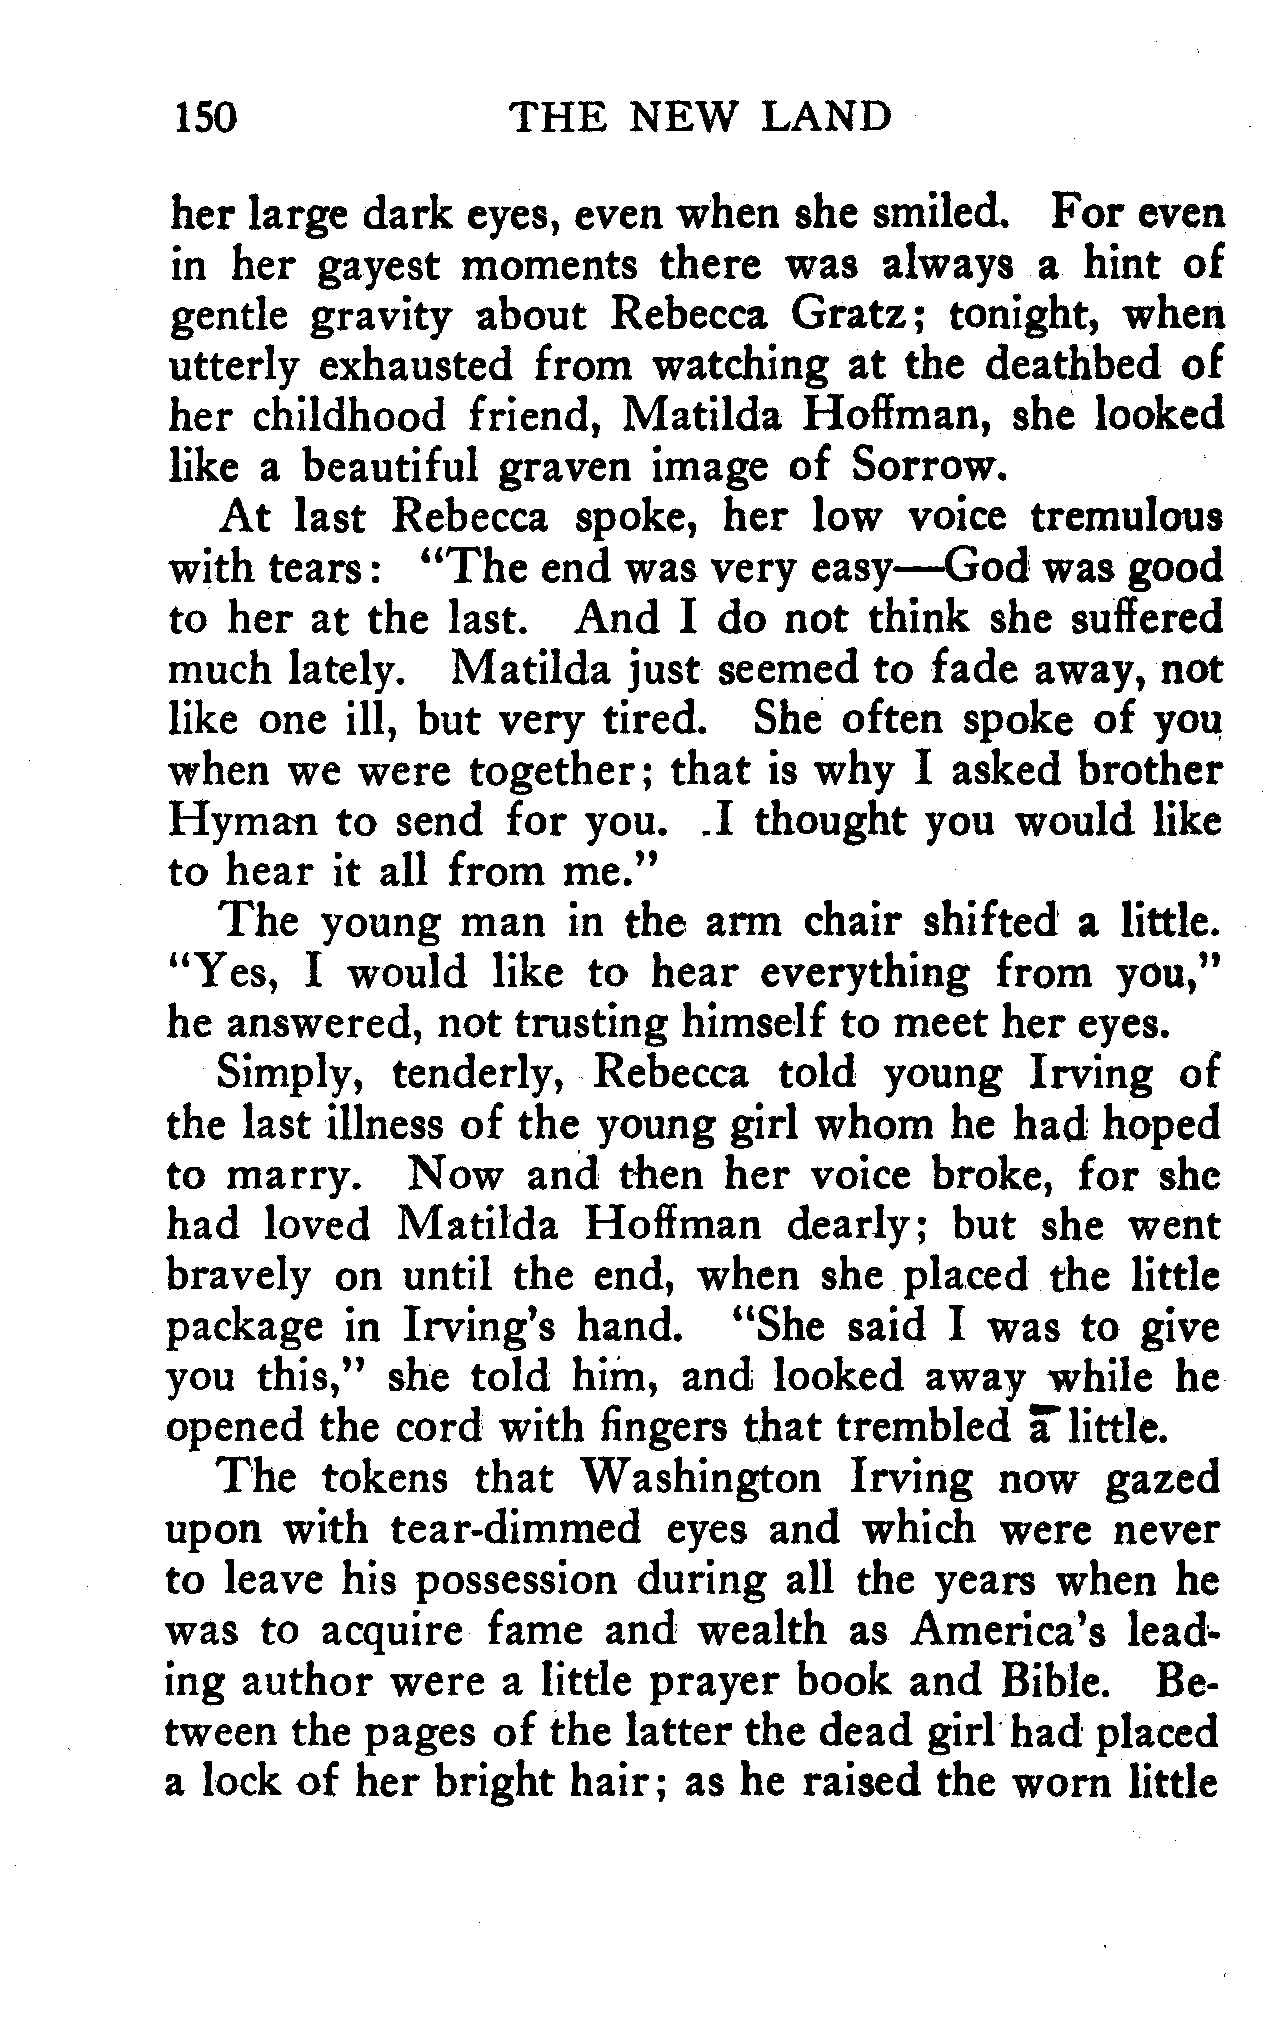 150 THE NEW LAND
her large dark eyes, even when she smiled. For even
in her gayest moments there was always a hint of
gentle gravity about Rebecca Gratz; tonight, when
utterly exhausted from watching at the deathbed of
her childhood friend, Matilda Hoffman, she looked
like a beautiful graven image of Sorrow.
At last Rebecca spoke, her low voice tremulous
with tears: "The end was very easy—God was good
to her at the last. And I do not think she suffered
much lately. Matilda just seemed to fade away, not
like one ill, but very tired. She often spoke of you
when we were together; that is why I asked brother
Hyman to send for you. I thought you would like
to hear it all from me."
The young man in the arm chair shifted a little.
"Yes, I would like to hear everything from you,"
he answered, not trusting himself to meet her eyes.
Simply, tenderly, Rebecca told young Irving of
the last illness of the young girl whom he had hoped
to marry. Now and then her voice broke, for she
had loved Matilda Hoffman dearly; but she went
bravely on until the end, when she placed the little
package in Irving's hand. "She said I was to give
you this," she told him, and looked away while he
opened the cord with fingers that trembled a little.
The tokens that Washington Irving now gazed
upon with tear-dimmed eyes and which were never
to leave his possession during all the years when he
was to acquire fame and wealth as America's lead-
ing author were a little prayer book and Bible. Be-
tween the pages of the latter the dead girl had placed
a lock of her bright hair; as he raised the worn little